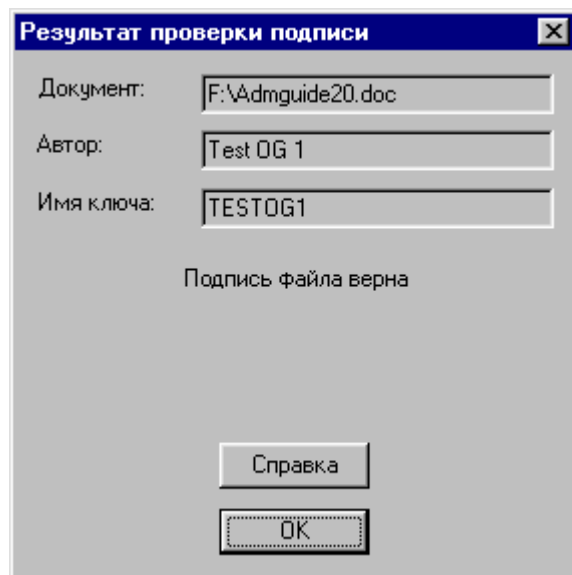 Результат проверки подписи
Документ: F:\Admguide20.doc
Автор: Test OG 1
Имя ключа: TESTOG1
Подпись файла верна
Справка
OK